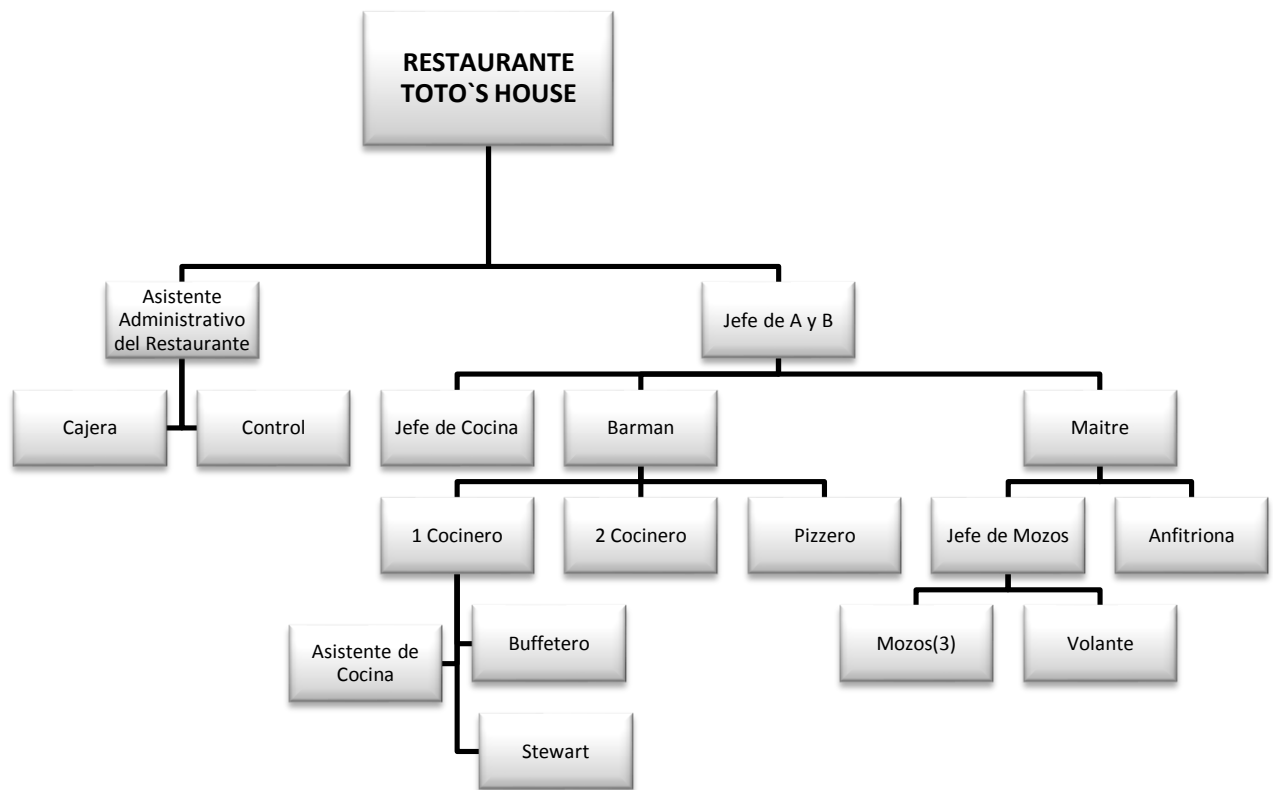 RESTAURANTE
TOTO`S HOUSE
Asistente
Administrativo
del Restaurante
Jefe de A y B
Cajera
Control
Jefe de Cocina
Barman
Maitre
1 Cocinero
2 Cocinero
Pizzero
Jefe de Mozos
Anfitriona
Asistente de
Cocina
Buffetero
Mozos(3)
Volante
Stewart